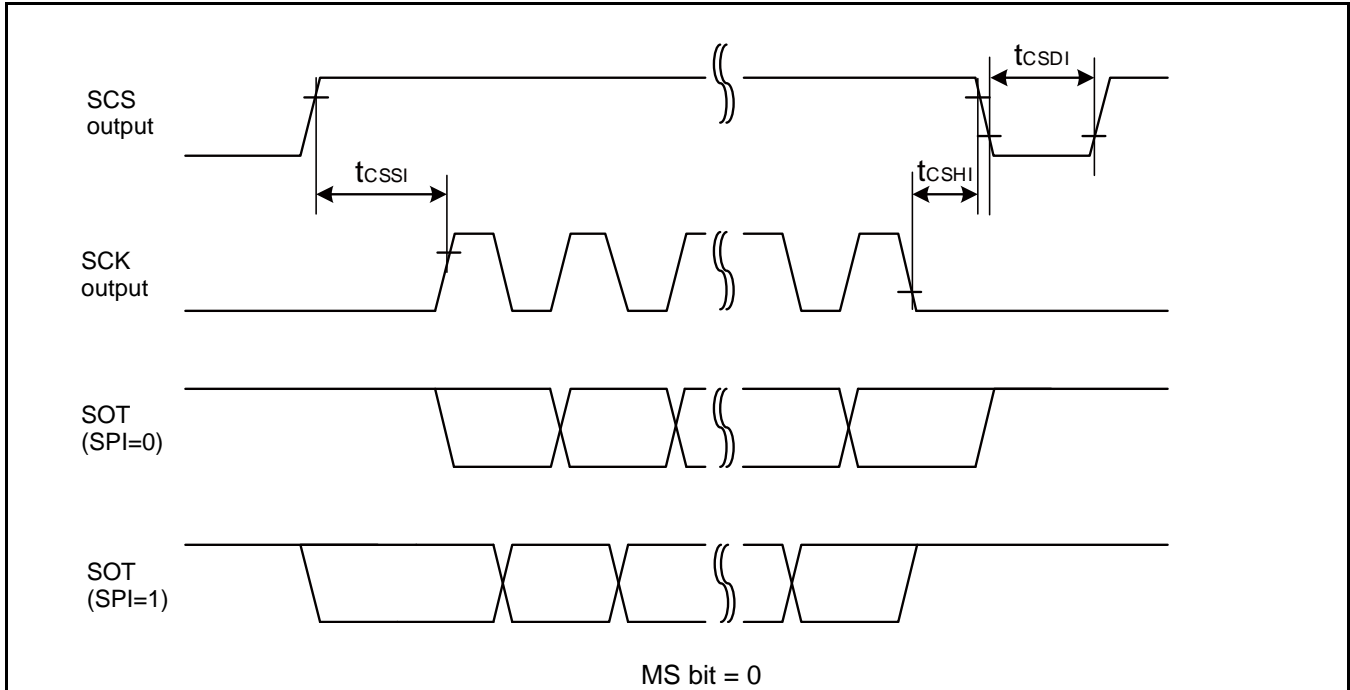 SCS
output
tCSDI
tCSSI
tCSHI
SCK
output
SOT
(SPI=0)
SOT
(SPI=1)
MS bit = 0